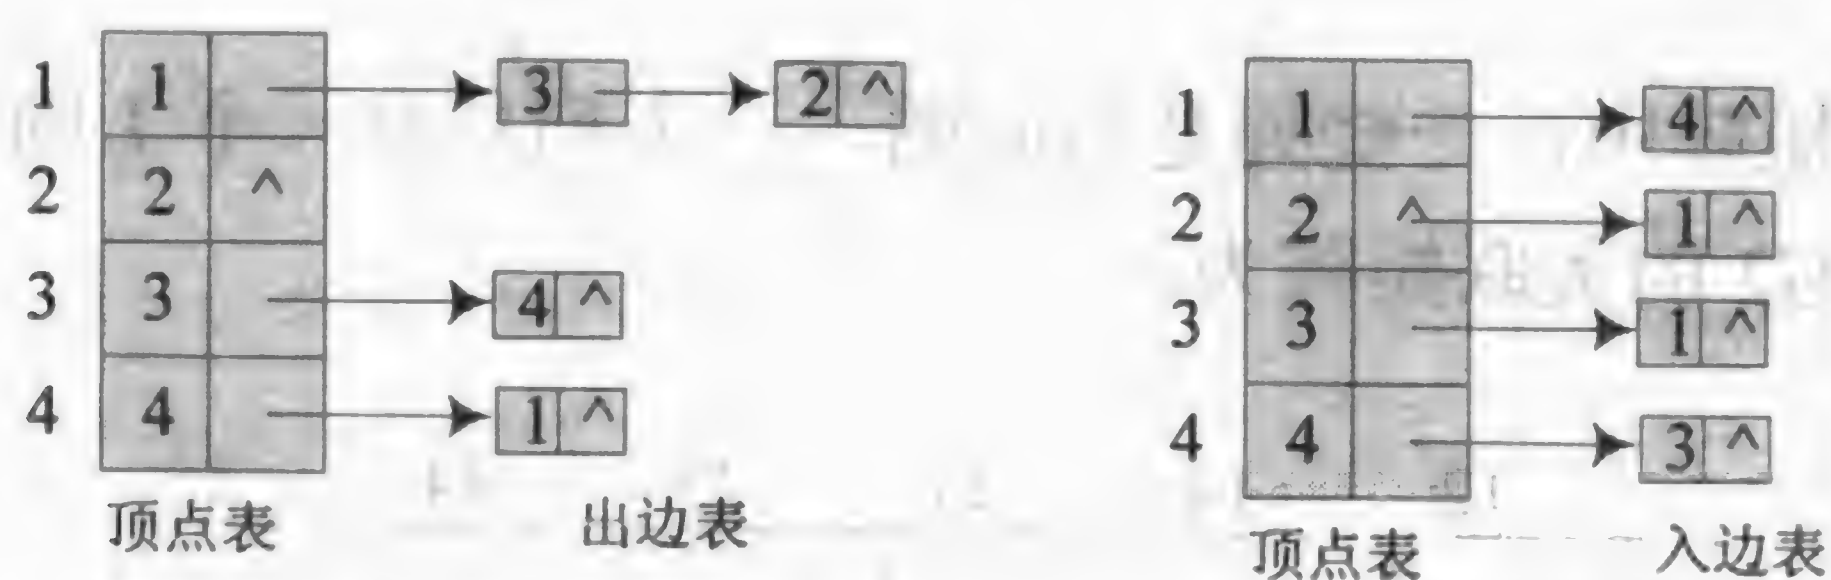 1 1 3 2 ^
2 2 ^
3 3 4 ^
4 4 1 ^
顶点表 出边表
1 1 4 ^
2 2 ^ 1 ^
3 3 1 ^
4 4 3 ^
顶点表 入边表